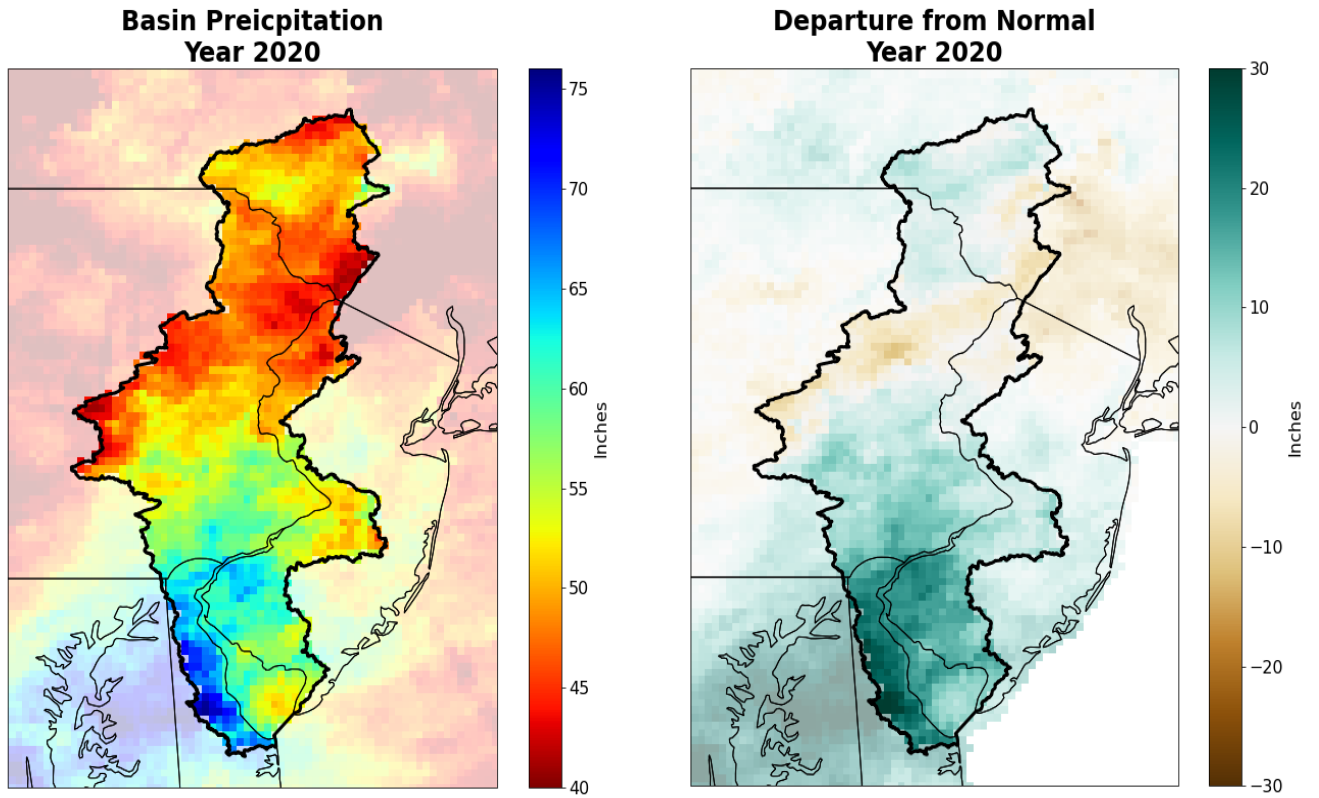 Basin Preicpitation
Year 2020
75
70
65
60
55
50
45
40
Inches
Departure from Normal
Year 2020
30
20
10
0
−10
−20
−30
Inches